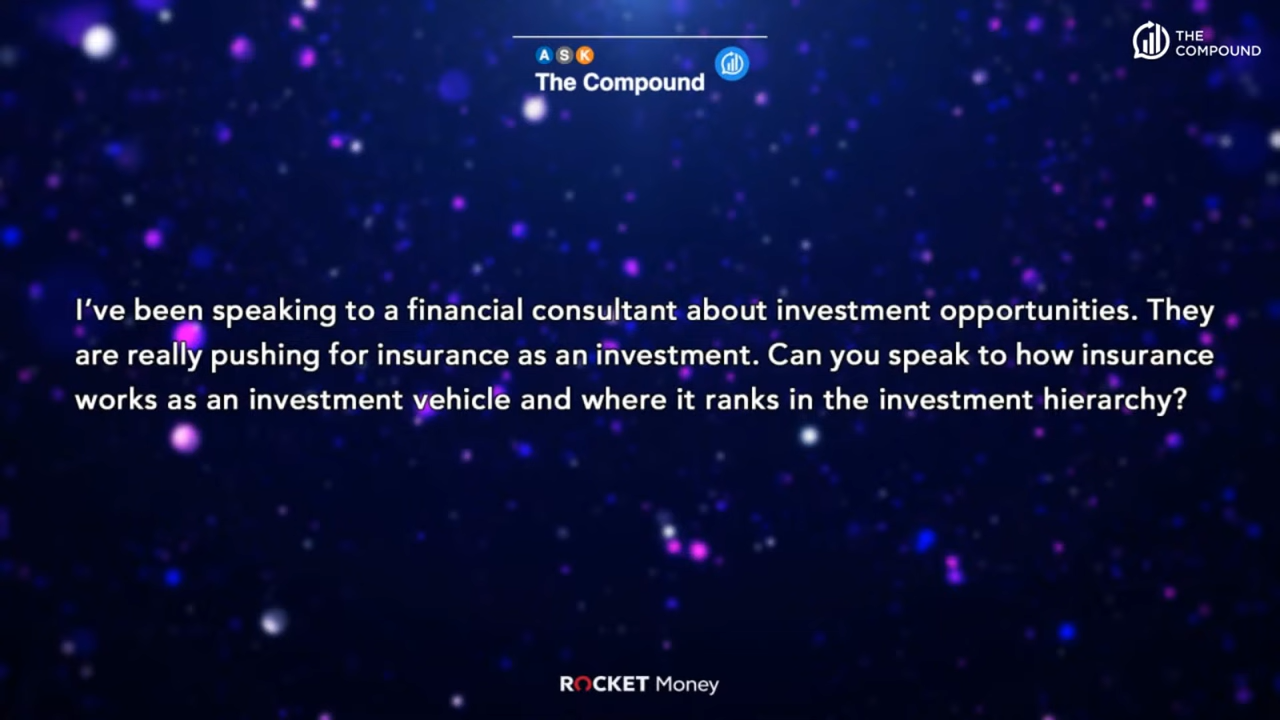 ASK
The Compound
THE
COMPOUND
I’ve been speaking to a financial consultant about investment opportunities. They
are really pushing for insurance as an investment. Can you speak to how insurance
works as an investment vehicle and where it ranks in the investment hierarchy?
ROCKET Money